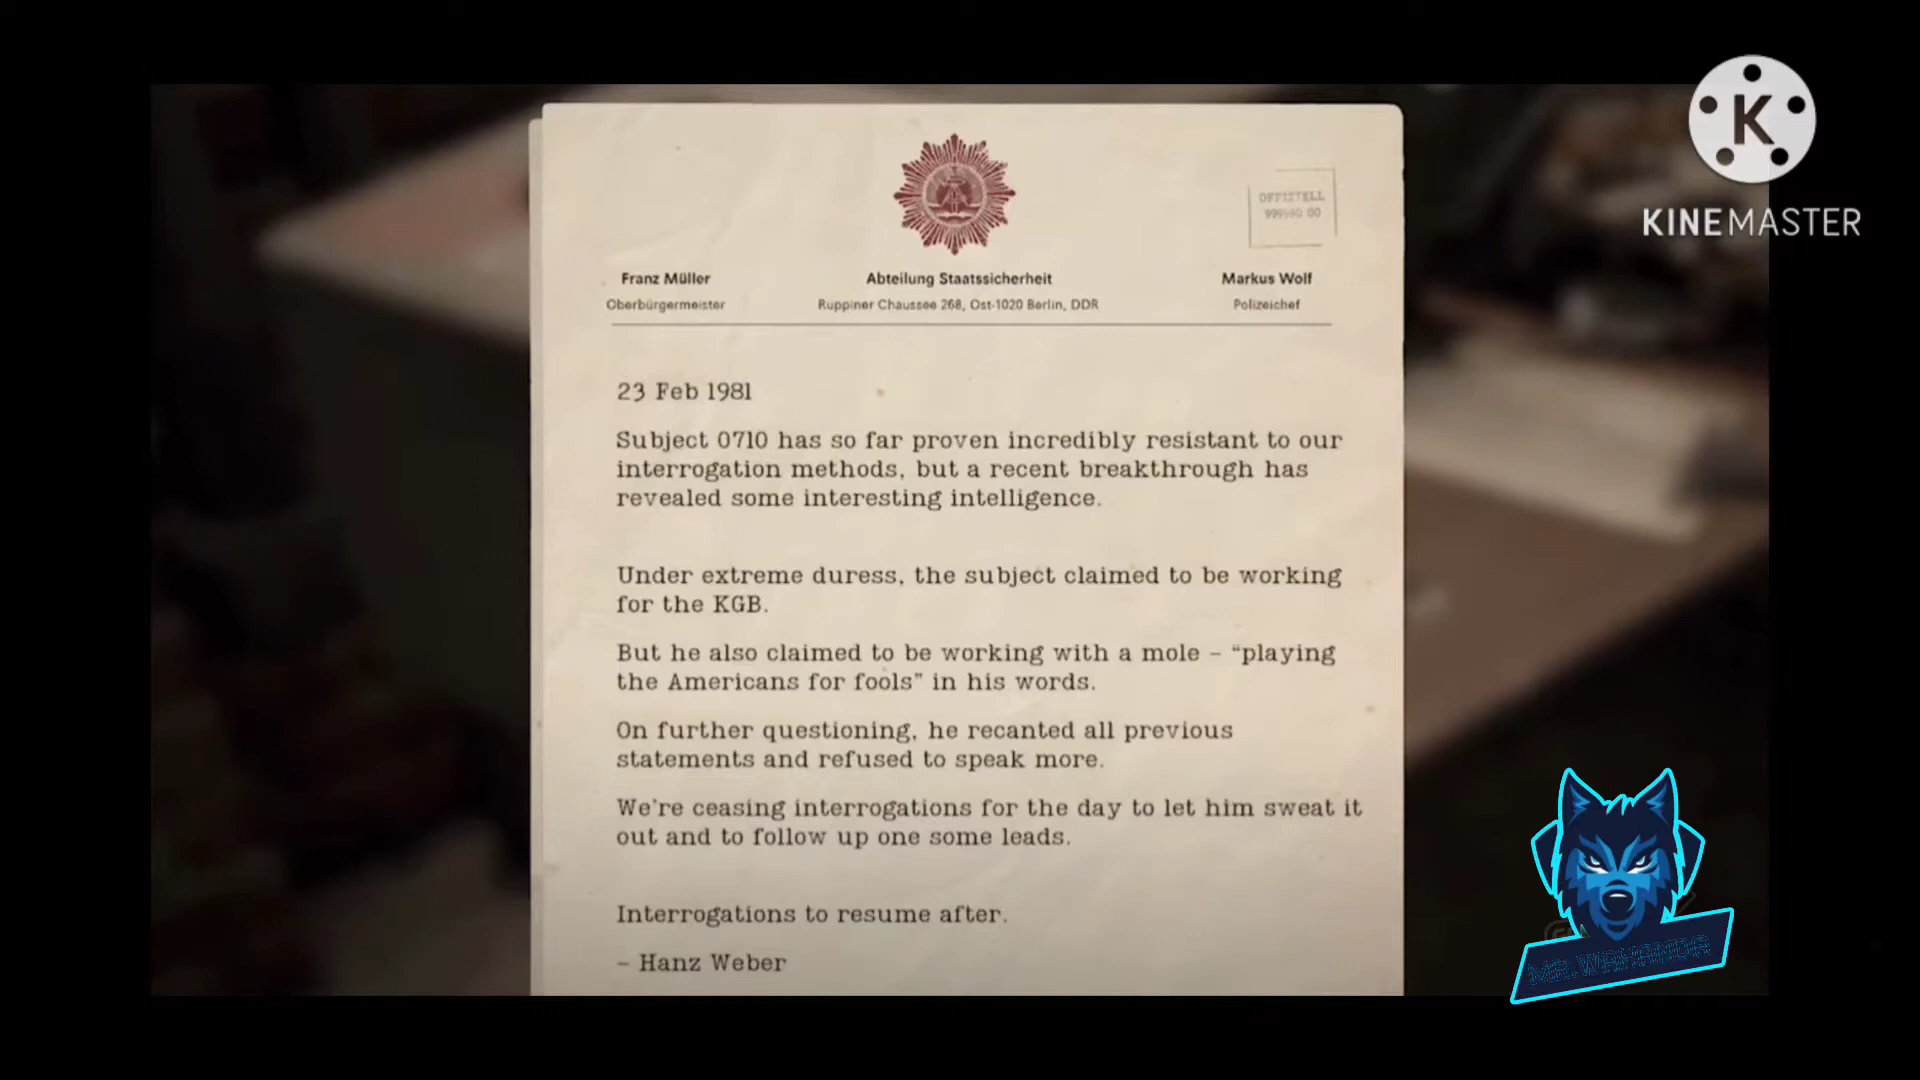 K
KINEMASTER
OFFIZIELL
Franz Müller
Oberbürgermeister
Abteilung Staatssicherheit
Ruppiner Chaussee 268, Ost-1020 Berlin, DDR
Markus Wolf
Polizeichef
23 Feb 1981
Subject 0710 has so far proven incredibly resistant to our
interrogation methods, but a recent breakthrough has
revealed some interesting intelligence.
Under extreme duress, the subject claimed to be working
for the KGB.
But he also claimed to be working with a mole – “playing
the Americans for fools” in his words.
On further questioning, he recanted all previous
statements and refused to speak more.
We're ceasing interrogations for the day to let him sweat it
out and to follow up one some leads.
Interrogations to resume after.
– Hanz Weber
MR.WARRIOR